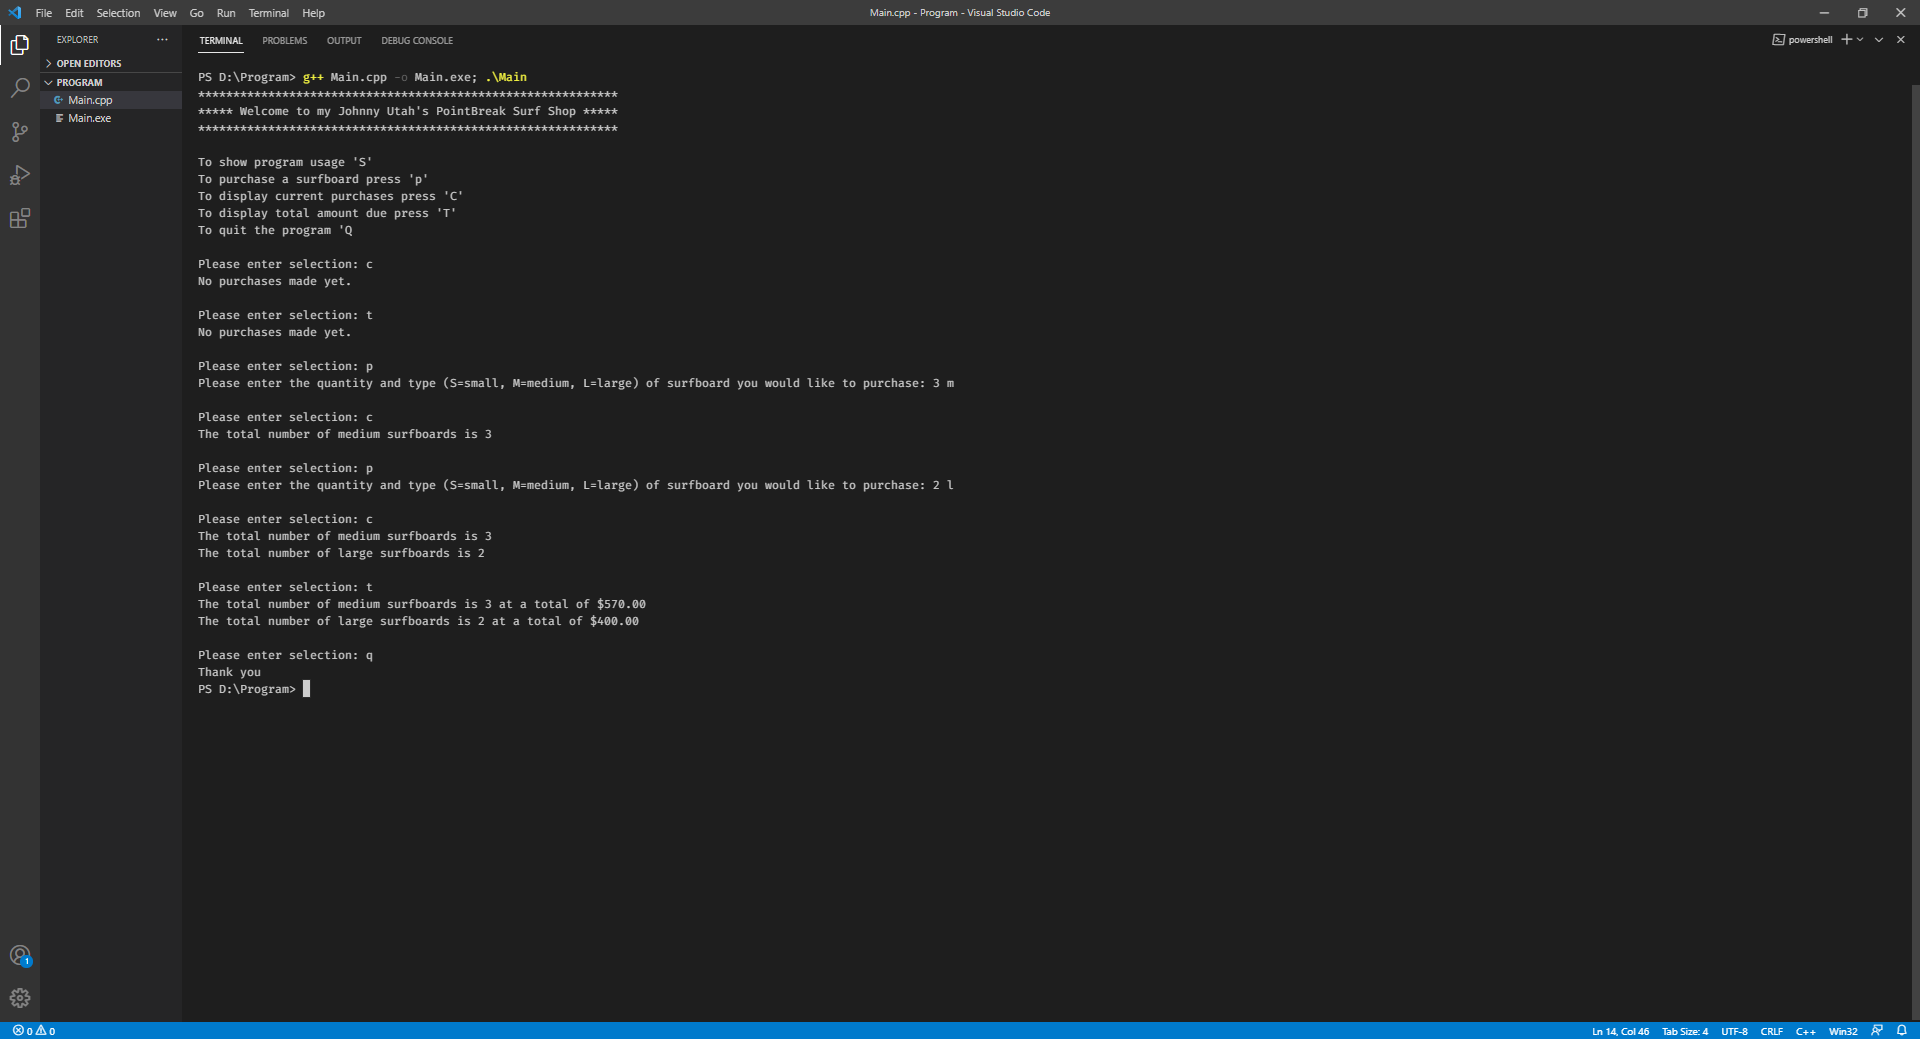 File Edit Selection View Go Run Terminal Help
Main.cpp - Program - Visual Studio Code
EXPLORER
OPEN EDITORS
PROGRAM
Main.cpp
Main.exe
TERMINAL PROBLEMS OUTPUT DEBUG CONSOLE
powershell
PS D:\Program> g++ Main.cpp -o Main.exe; .\Main
************************************************************
***** Welcome to my Johnny Utah's PointBreak Surf Shop *****
************************************************************
To show program usage 'S'
To purchase a surfboard press 'p'
To display current purchases press 'C'
To display total amount due press 'T'
To quit the program 'Q
Please enter selection: c
No purchases made yet.
Please enter selection: t
No purchases made yet.
Please enter selection: p
Please enter the quantity and type (S=small, M=medium, L=large) of surfboard you would like to purchase: 3 m
Please enter selection: c
The total number of medium surfboards is 3
Please enter selection: p
Please enter the quantity and type (S=small, M=medium, L=large) of surfboard you would like to purchase: 2 l
Please enter selection: c
The total number of medium surfboards is 3
The total number of large surfboards is 2
Please enter selection: t
The total number of medium surfboards is 3 at a total of $570.00
The total number of large surfboards is 2 at a total of $400.00
Please enter selection: q
Thank you
PS D:\Program>
1
0 0
Ln 14, Col 46 Tab Size: 4 UTF-8 CRLF C++ Win32